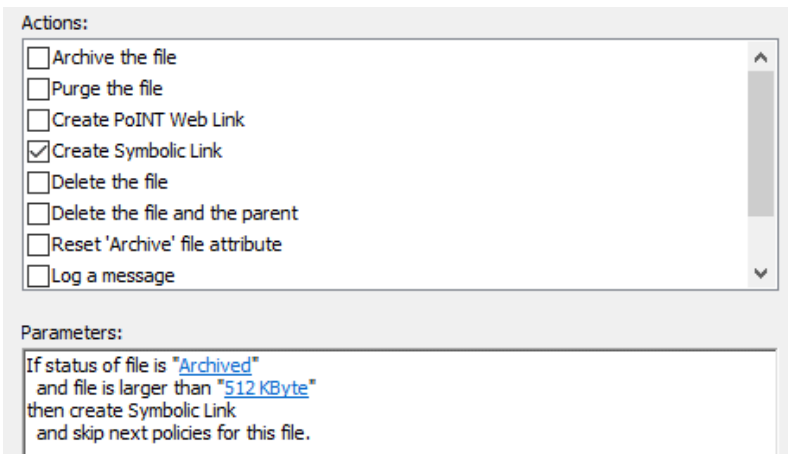 Actions:
Archive the file
Purge the file
Create PoINT Web Link
Create Symbolic Link
Delete the file
Delete the file and the parent
Reset 'Archive' file attribute
Log a message
Parameters:
If status of file is "Archived"
and file is larger than "512 KByte"
then create Symbolic Link
and skip next policies for this file.